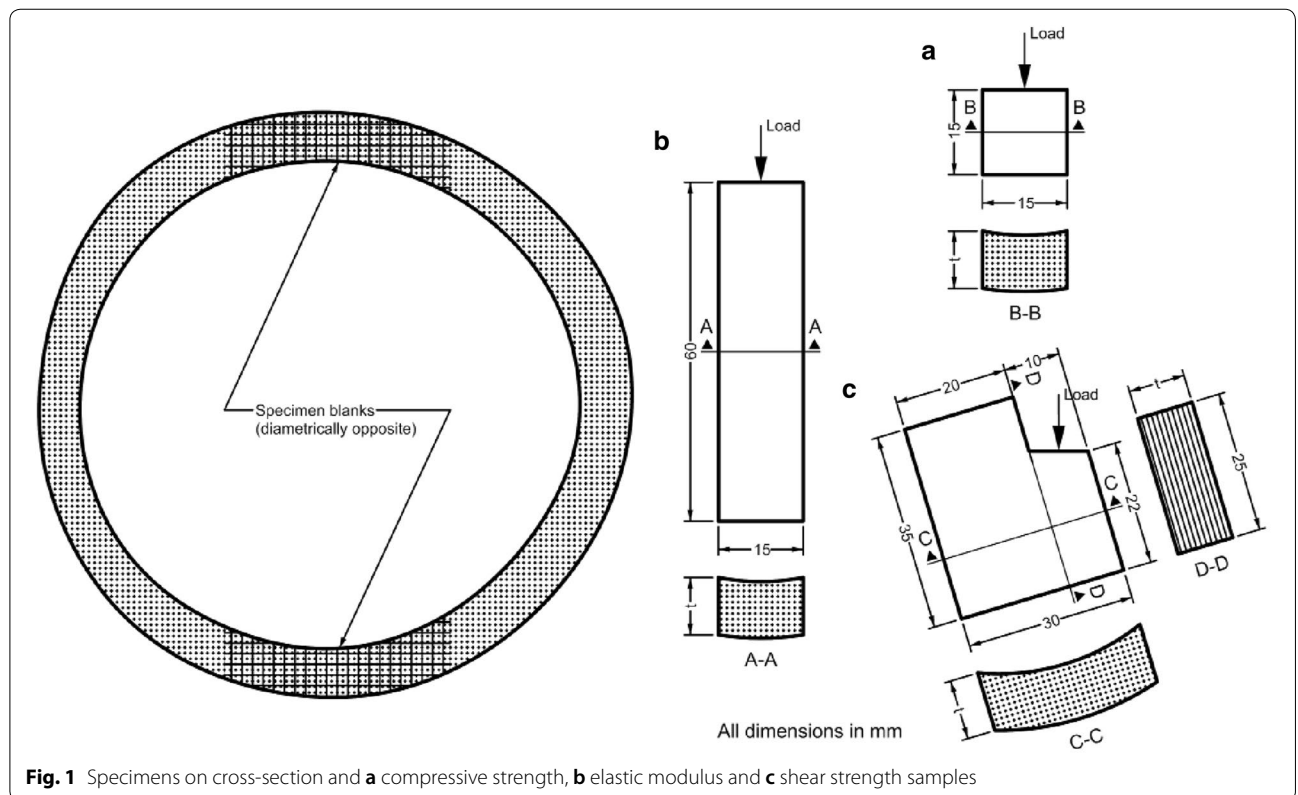 a
Load
B
B
15
15
t
B-B
b
Load
A
A
60
15
t
A-A
Specimen blanks
(diametrically opposite)
c
20
10
D
Load
35
C
C
22
D
30
t
25
D-D
t
C-C
All dimensions in mm
Fig. 1 Specimens on cross-section and a compressive strength, b elastic modulus and c shear strength samples